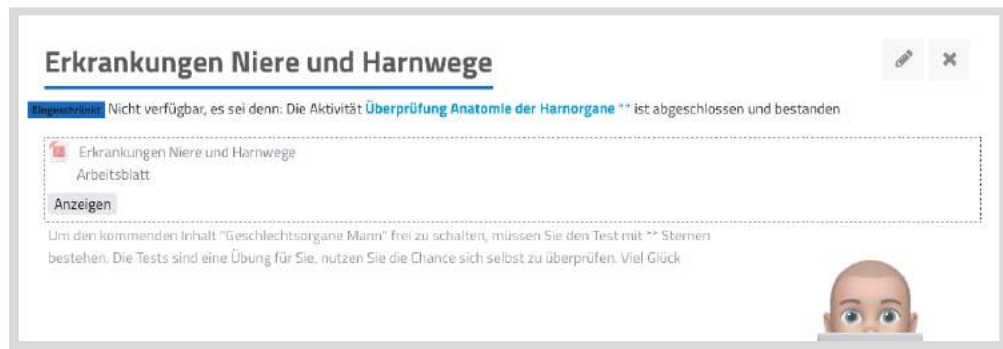 Erkrankungen Niere und Harnwege
Eingeschränkt Nicht verfügbar, es sei denn: Die Aktivität Überprüfung Anatomie der Harnorgane ** ist abgeschlossen und bestanden
Erkrankungen Niere und Harnwege
Arbeitsblatt
Anzeigen
Um den kommenden Inhalt "Geschlechtsorgane Mann" frei zu schalten, müssen Sie den Test mit ** Sternen
bestehen. Die Tests sind eine Übung für Sie, nutzen Sie die Chance sich selbst zu überprüfen. Viel Glück